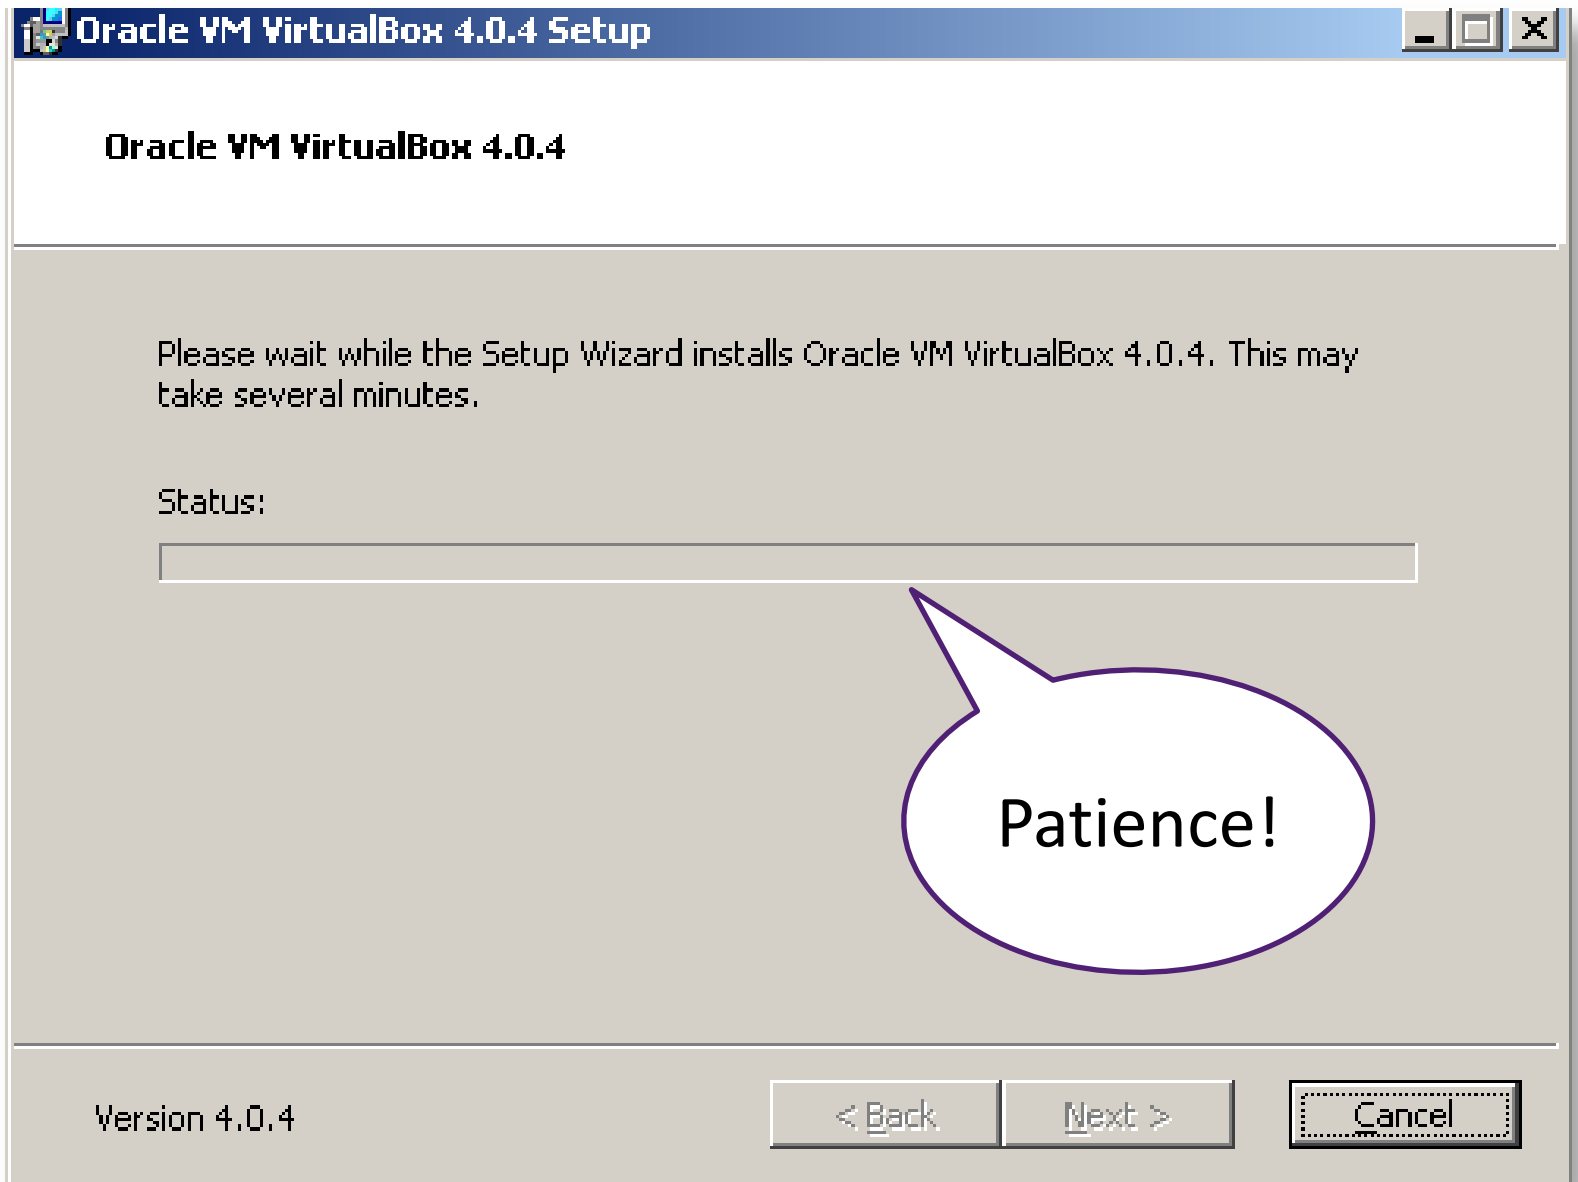 Oracle VM VirtualBox 4.0.4 Setup
Oracle VM VirtualBox 4.0.4
Please wait while the Setup Wizard installs Oracle VM VirtualBox 4.0.4. This may
take several minutes.
Status:
Patience!
Version 4.0.4
< Back
Next >
Cancel